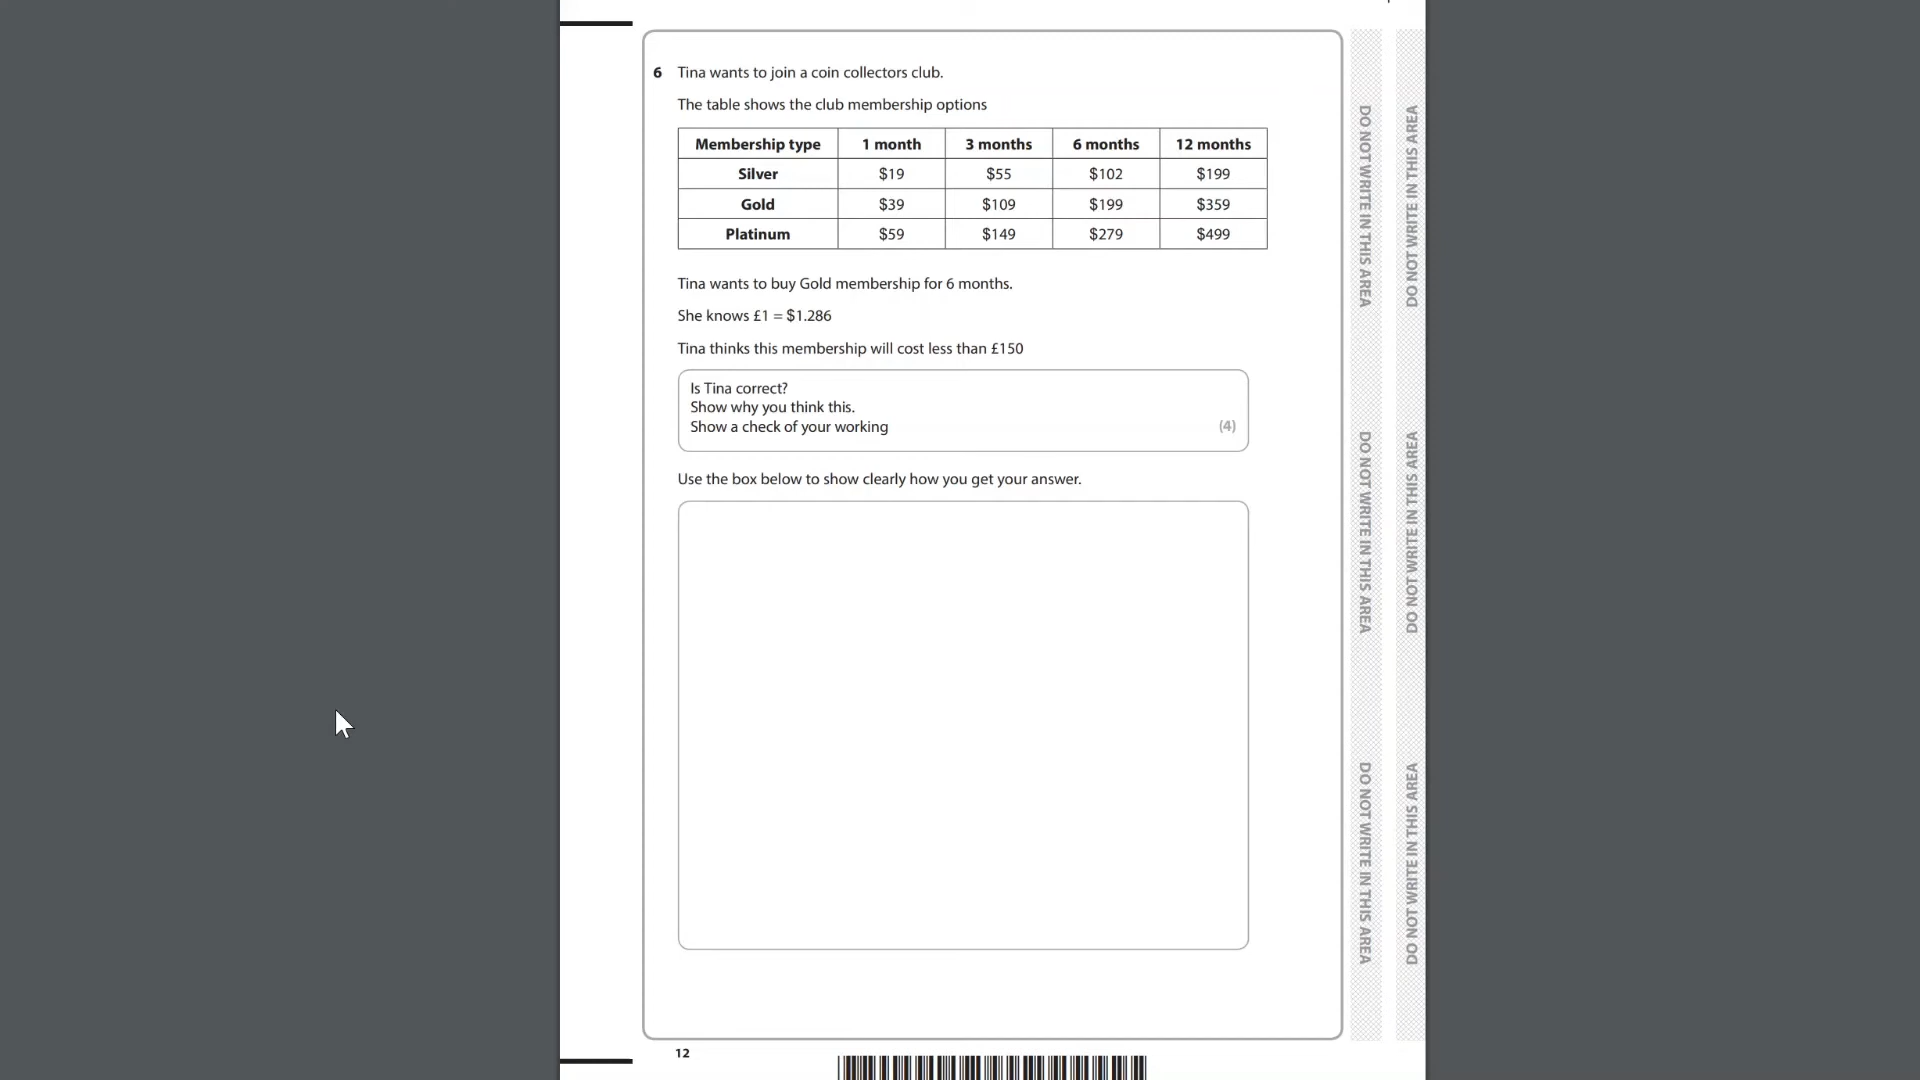 6 Tina wants to join a coin collectors club.
The table shows the club membership options
Membership type 1 month 3 months 6 months 12 months
Silver $19 $55 $102 $199
Gold $39 $109 $199 $359
Platinum $59 $149 $279 $499
Tina wants to buy Gold membership for 6 months.
She knows £1 = $1.286
Tina thinks this membership will cost less than £150
Is Tina correct?
Show why you think this.
Show a check of your working (4)
Use the box below to show clearly how you get your answer.
12
DO NOT WRITE IN THIS AREA
DO NOT WRITE IN THIS AREA
DO NOT WRITE IN THIS AREA
DO NOT WRITE IN THIS AREA
DO NOT WRITE IN THIS AREA
DO NOT WRITE IN THIS AREA